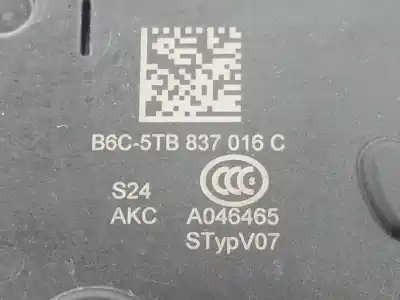 B6C-5TB 837 016 C
S24
CCC S
AKC A046465
STypV07